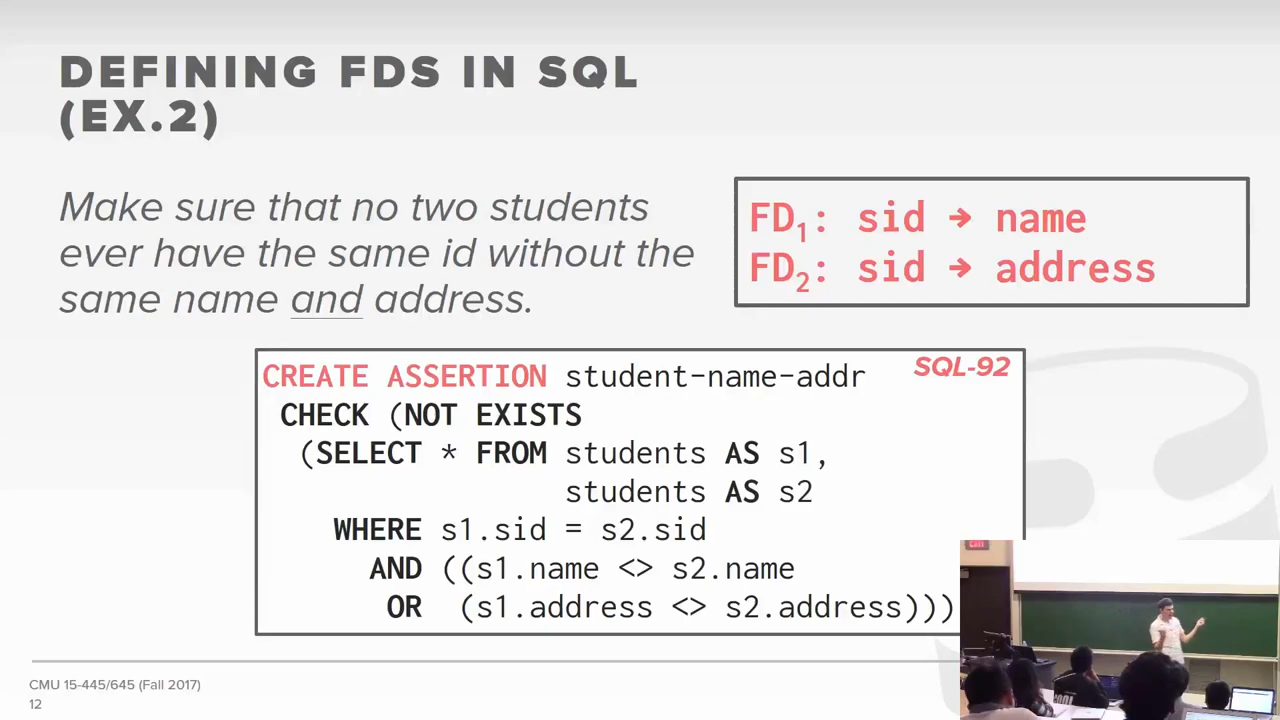 DEFINING FDS IN SQL
(EX.2)
Make sure that no two students
ever have the same id without the
same name and address.
FD1: sid → name
FD2: sid → address
SQL-92
CREATE ASSERTION student-name-addr
CHECK (NOT EXISTS
(SELECT * FROM students AS s1,
students AS s2
WHERE s1.sid = s2.sid
AND ((s1.name <> s2.name
OR (s1.address <> s2.address)))
CMU 15-445/645 (Fall 2017)
12